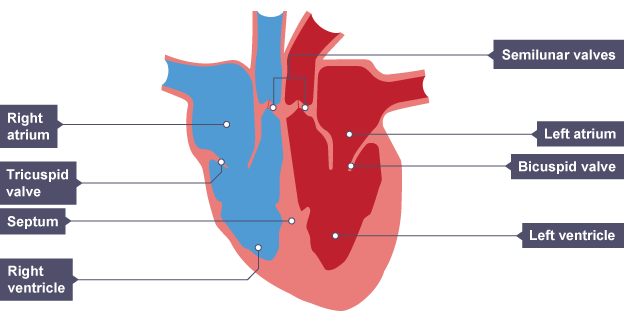 Semilunar valves
Right
atrium
Left atrium
Tricuspid
valve
Bicuspid valve
Septum
Left ventricle
Right
ventricle